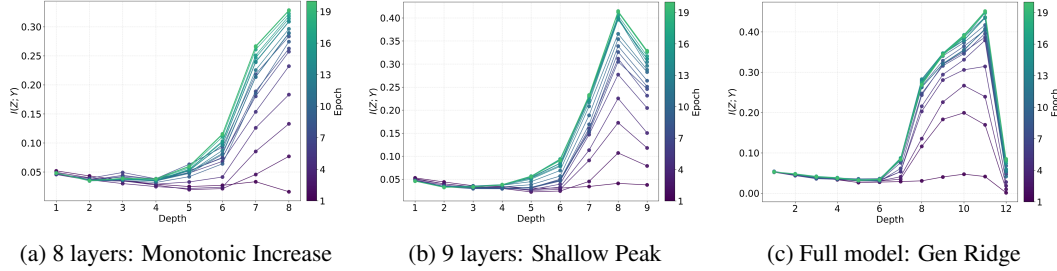 0.30
0.25
0.20
0.15
0.10
0.05
I(Z; Y)
1 2 3 4 5 6 7 8
Depth
19
16
13
10
7
4
1
Epoch
(a) 8 layers: Monotonic Increase
0.40
0.35
0.30
0.25
0.20
0.15
0.10
0.05
I(Z; Y)
1 2 3 4 5 6 7 8 9
Depth
19
16
13
10
7
4
1
Epoch
(b) 9 layers: Shallow Peak
0.40
0.30
0.20
0.10
0.00
I(Z; Y)
2 4 6 8 10 12
Depth
19
16
13
10
7
4
1
Epoch
(c) Full model: Gen Ridge